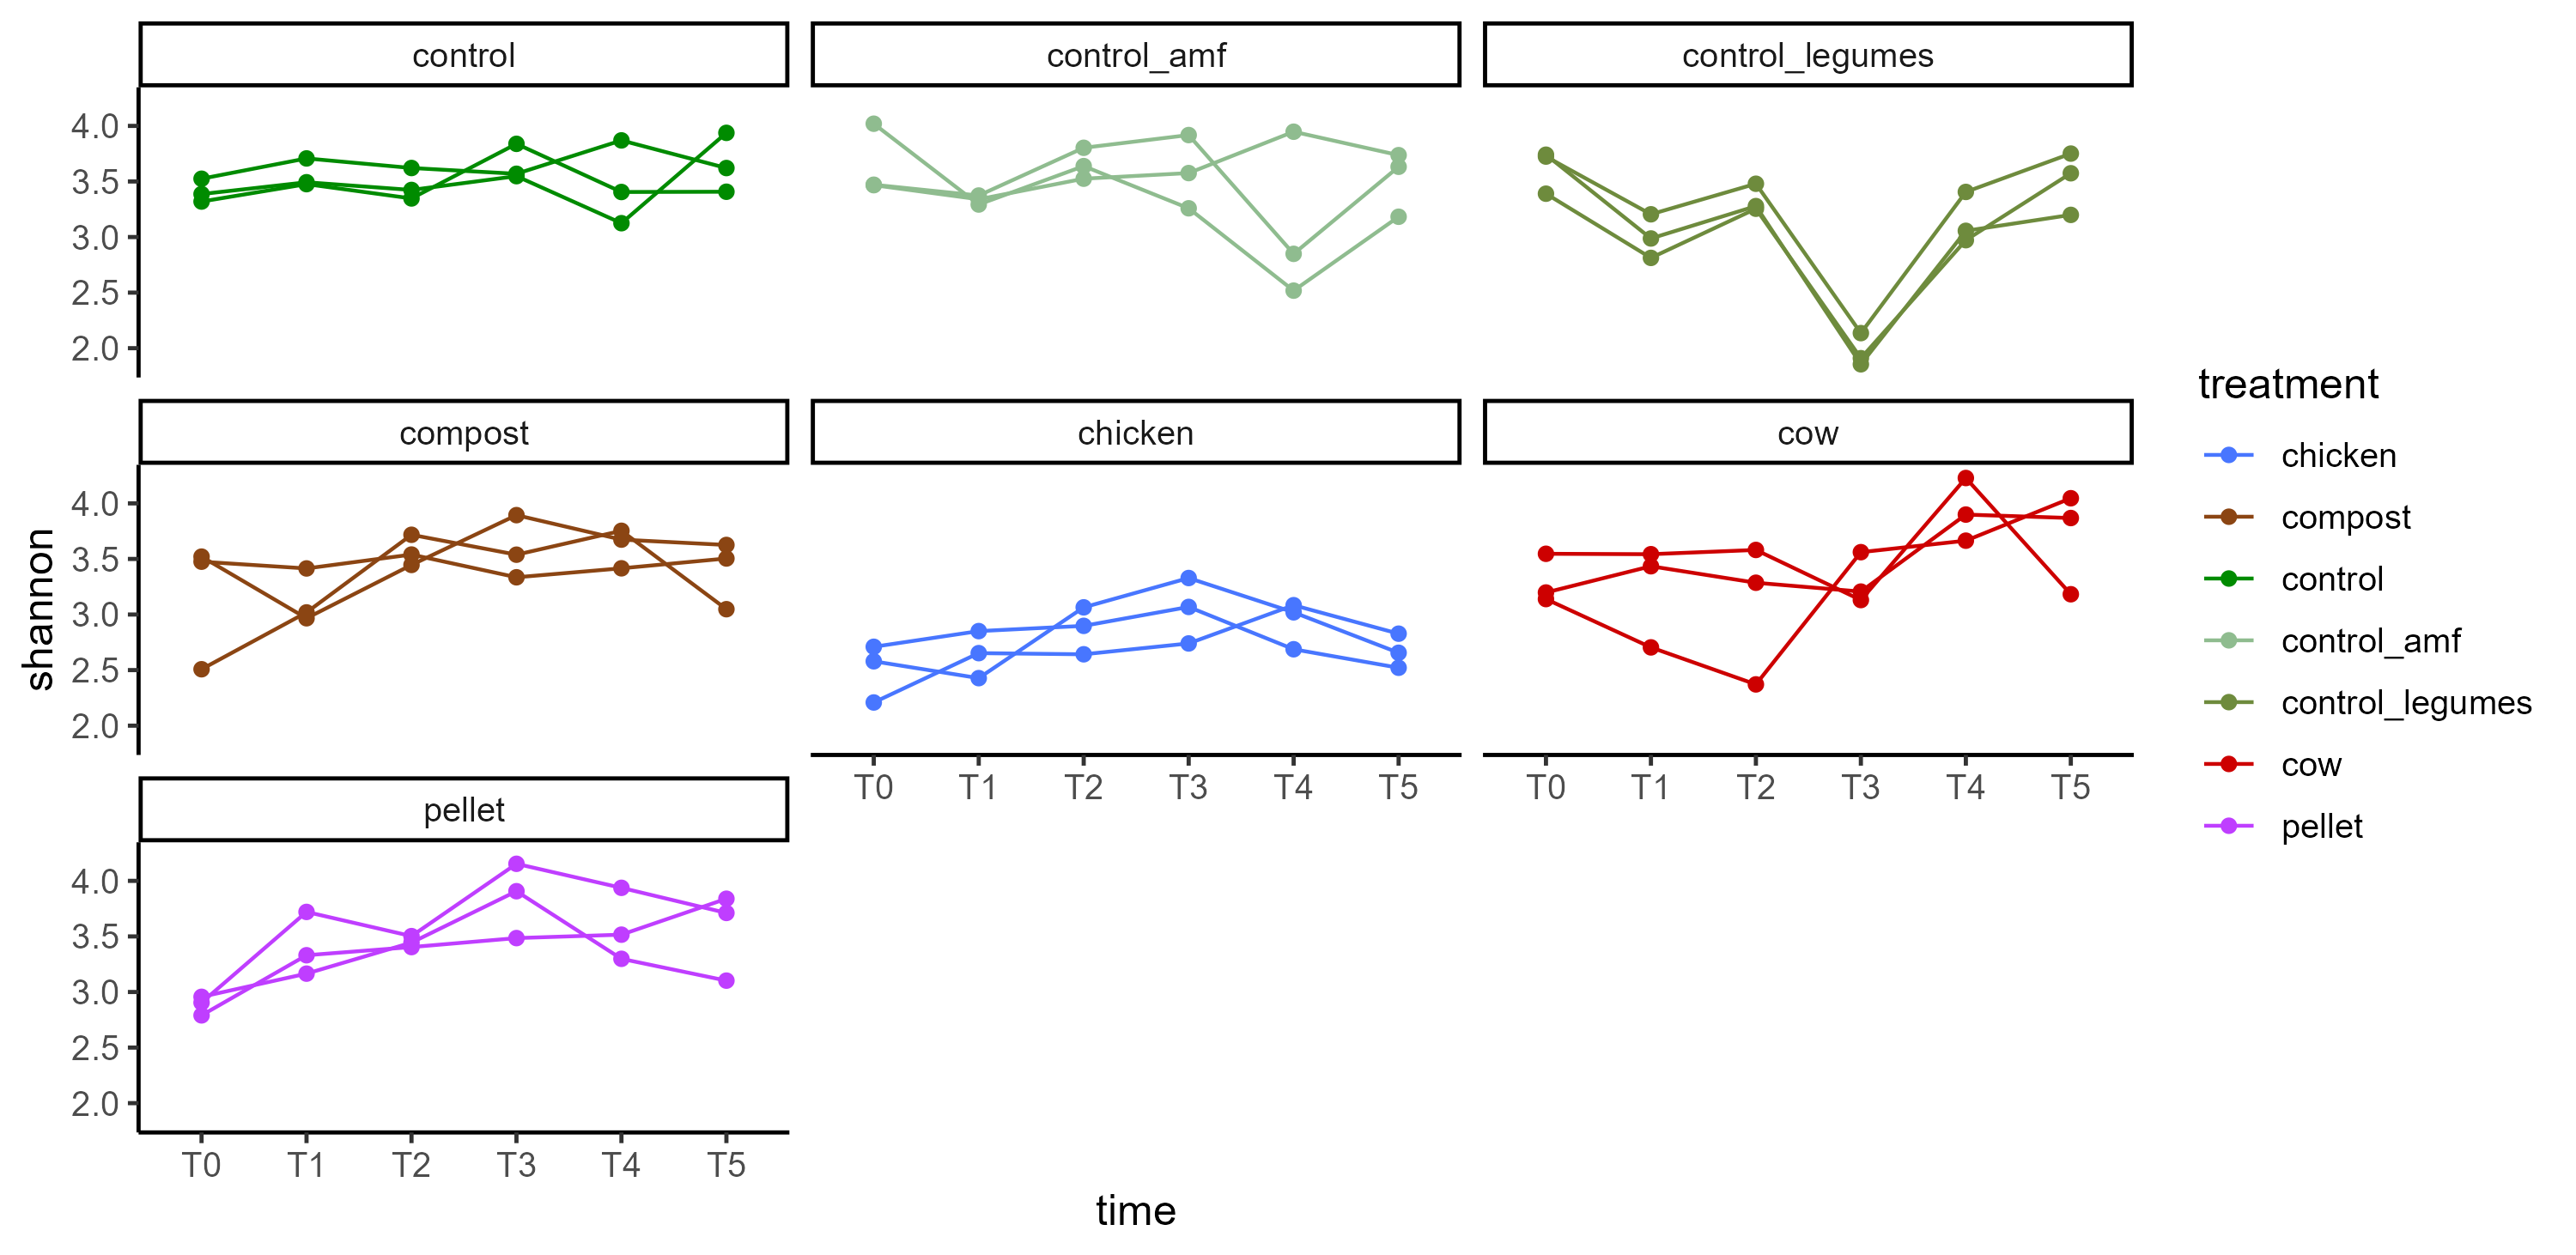 control
control_amf
control_legumes
4.0
3.5
3.0
2.5
2.0
compost
chicken
cow
4.0
3.5
3.0
2.5
2.0
T0 T1 T2 T3 T4 T5
T0 T1 T2 T3 T4 T5
pellet
4.0
3.5
3.0
2.5
2.0
T0 T1 T2 T3 T4 T5
shannon
time
treatment
chicken
compost
control
control_amf
control_legumes
cow
pellet